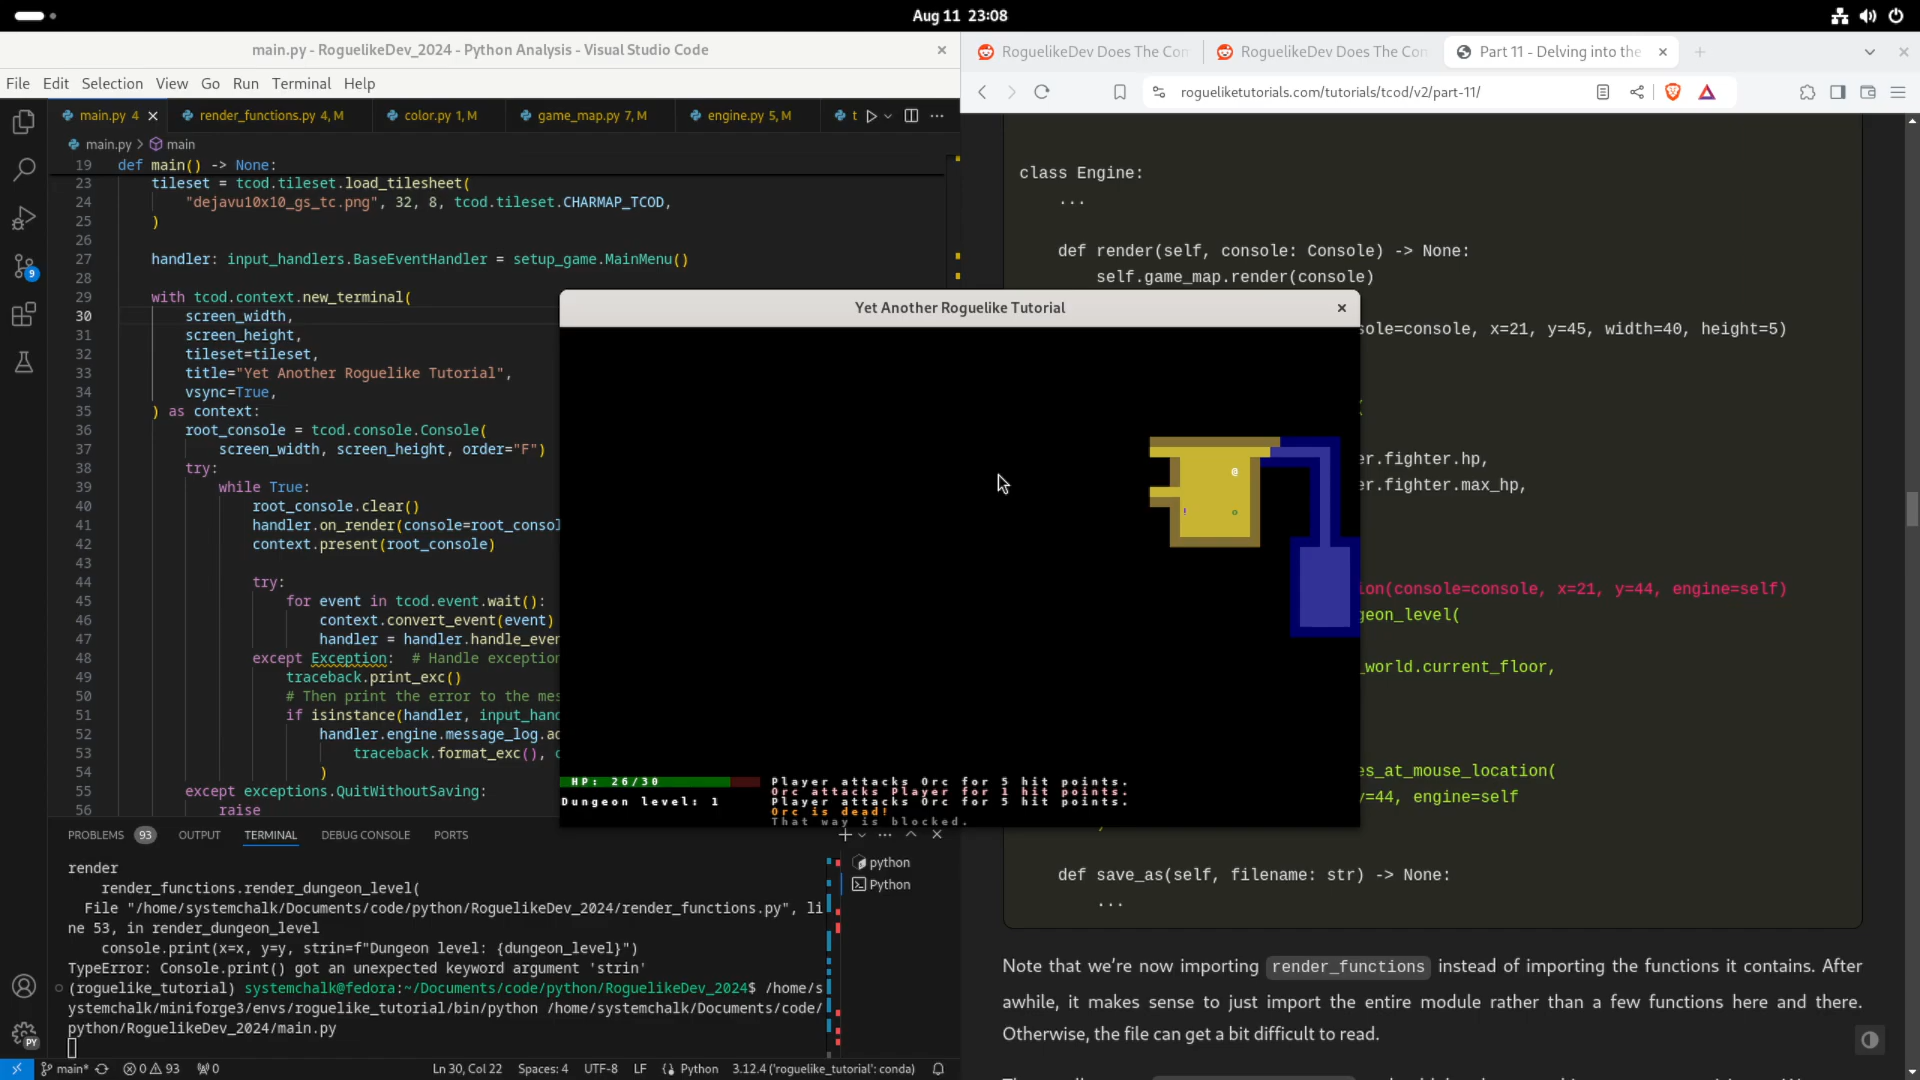 Aug 11 23:08
main.py - RoguelikeDev_2024 - Python Analysis - Visual Studio Code
File Edit Selection View Go Run Terminal Help
main.py 4
render_functions.py 4, M
color.py 1, M
game_map.py 7, M
engine.py 5, M
t
main.py > main
19 def main() -> None:
23 tileset = tcod.tileset.load_tilesheet(
24 "dejavu10x10_gs_tc.png", 32, 8, tcod.tileset.CHARMAP_TCOD,
25 )
26
27 handler: input_handlers.BaseEventHandler = setup_game.MainMenu()
28
29 with tcod.context.new_terminal(
30 screen_width,
31 screen_height,
32 tileset=tileset,
33 title="Yet Another Roguelike Tutorial",
34 vsync=True,
35 ) as context:
36 root_console = tcod.console.Console(
37 screen_width, screen_height, order="F")
38 try:
39 while True:
40 root_console.clear()
41 handler.on_render(console=root_consol
42 context.present(root_console)
43
44 try:
45 for event in tcod.event.wait():
46 context.convert_event(event)
47 handler = handler.handle_even
48 except Exception: # Handle exception
49 traceback.print_exc()
50 # Then print the error to the mes
51 if isinstance(handler, input_hand
52 handler.engine.message_log.ad
53 traceback.format_exc(), c
54 )
55 except exceptions.QuitWithoutSaving:
56 raise
PROBLEMS 93 OUTPUT TERMINAL DEBUG CONSOLE PORTS
render
render_functions.render_dungeon_level(
File "/home/systemchalk/Documents/code/python/RoguelikeDev_2024/render_functions.py", li
ne 53, in render_dungeon_level
console.print(x=x, y=y, strin=f"Dungeon level: {dungeon_level}")
TypeError: Console.print() got an unexpected keyword argument 'strin'
(roguelike_tutorial) systemchalk@fedora:~/Documents/code/python/RoguelikeDev_2024$ /home/s
ystemchalk/miniforge3/envs/roguelike_tutorial/bin/python /home/systemchalk/Documents/code/
python/RoguelikeDev_2024/main.py
python
Python
9
PY
main* 0 93 0
Ln 30, Col 22 Spaces: 4 UTF-8 LF Python 3.12.4 ('roguelike_tutorial': conda)
Yet Another Roguelike Tutorial
@
!
o
HP: 26/30
Dungeon level: 1
Player attacks Orc for 5 hit points.
Orc attacks Player for 1 hit points.
Player attacks Orc for 5 hit points.
Orc is dead!
That way is blocked.
RoguelikeDev Does The Con
RoguelikeDev Does The Con
Part 11 - Delving into the
rogueliketutorials.com/tutorials/tcod/v2/part-11/
class Engine:
...
def render(self, console: Console) -> None:
self.game_map.render(console)
sole=console, x=21, y=45, width=40, height=5)
(
er.fighter.hp,
er.fighter.max_hp,
ion(console=console, x=21, y=44, engine=self)
geon_level(
_world.current_floor,
es_at_mouse_location(
y=44, engine=self
)
def save_as(self, filename: str) -> None:
...
Note that we’re now importing render_functions instead of importing the functions it contains. After
awhile, it makes sense to just import the entire module rather than a few functions here and there.
Otherwise, the file can get a bit difficult to read.